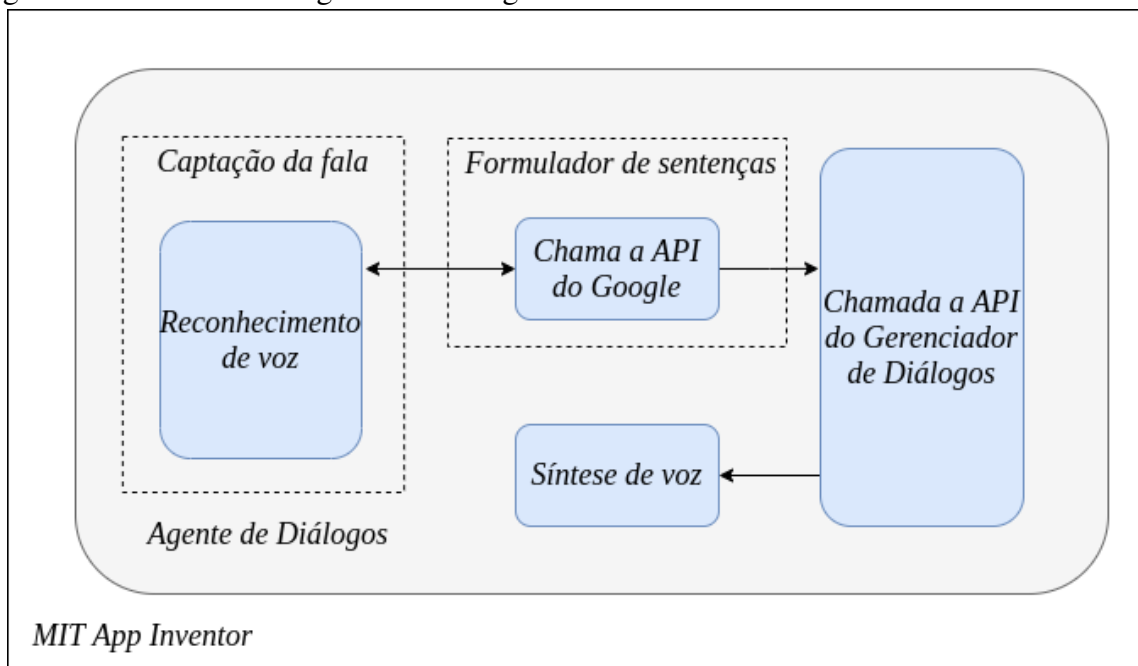 Captação da fala
Reconhecimento
de voz
Agente de Diálogos
Formulador de sentenças
Chama a API
do Google
Chamada a API
do Gerenciador
de Diálogos
Síntese de voz
MIT App Inventor